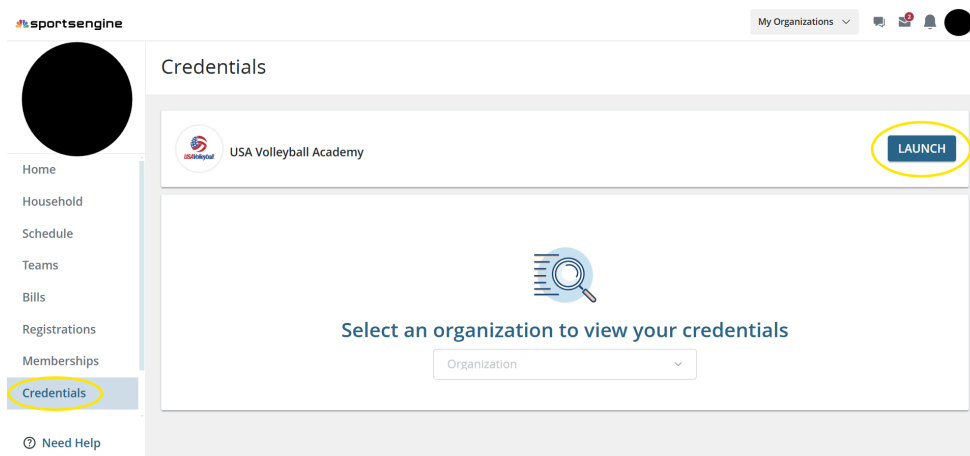 sportsengine
My Organizations
2
Credentials
USAVolleyball
USA Volleyball Academy
LAUNCH
Home
Household
Schedule
Teams
Bills
Registrations
Memberships
Credentials
Need Help
Select an organization to view your credentials
Organization